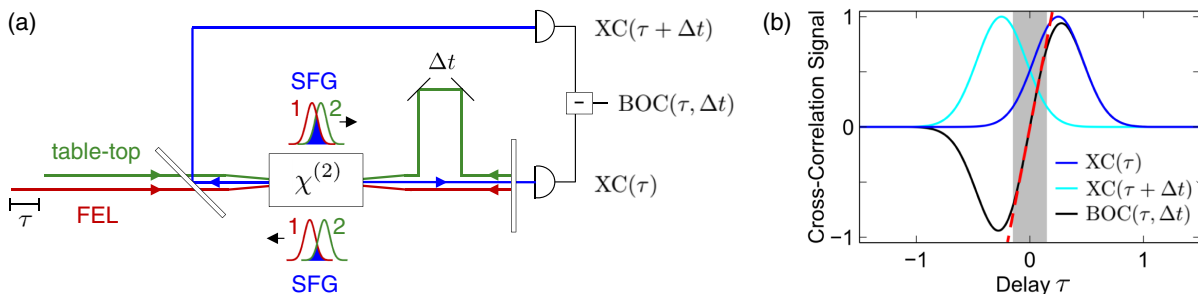 (a)
XC(τ + Δt)
SFG
1 2
Δt
−
BOC(τ, Δt)
table-top
χ(2)
XC(τ)
FEL
τ
1 2
SFG
(b)
Cross-Correlation Signal
1
0
−1
−1 0 1
Delay τ
XC(τ)
XC(τ + Δt)
BOC(τ, Δt)